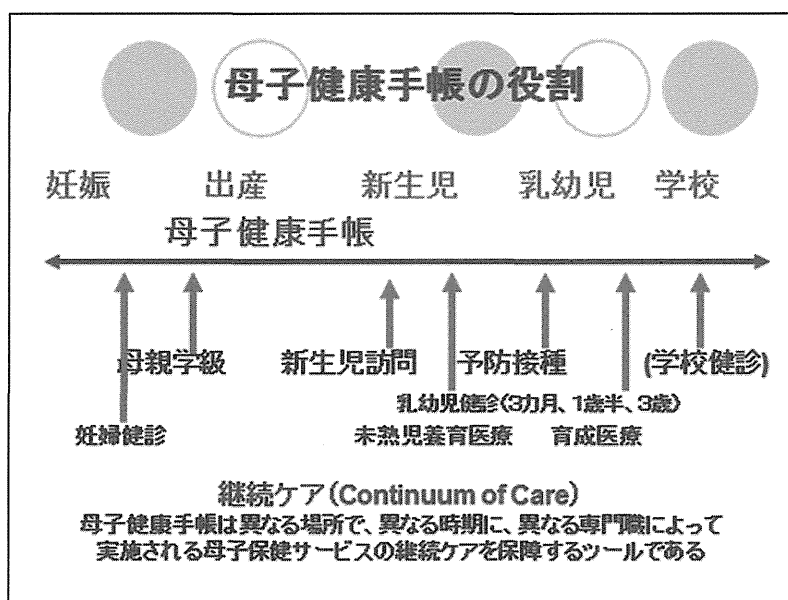 母子健康手帳の役割
妊娠 出産 新生児 乳幼児 学校
母子健康手帳
母親学級 新生児訪問 予防接種 (学校健診)
乳幼児健診(3カ月、1歳半、3歳)
妊婦健診 未熟児養育医療 育成医療
継続ケア(Continuum of Care)
母子健康手帳は異なる場所で、異なる時期に、異なる専門職によって
実施される母子保健サービスの継続ケアを保障するツールである